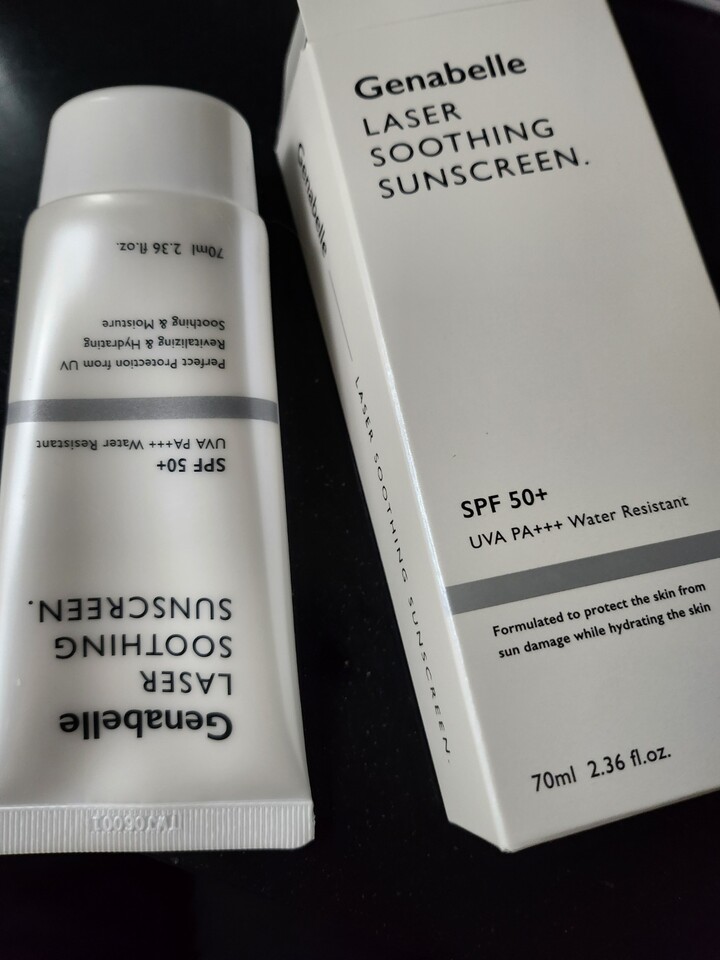 Genabelle
LASER
SOOTHING
SUNSCREEN.
SPF 50+
UVA PA+++ Water Resistant
Perfect Protection from UV
Revitalizing & Hydrating
Soothing & Moisture
70ml 2.36 fl.oz.
Genabelle
LASER SOOTHING SUNSCREEN.
Genabelle
LASER
SOOTHING
SUNSCREEN.
SPF 50+
UVA PA+++ Water Resistant
Formulated to protect the skin from
sun damage while hydrating the skin
70ml 2.36 fl.oz.